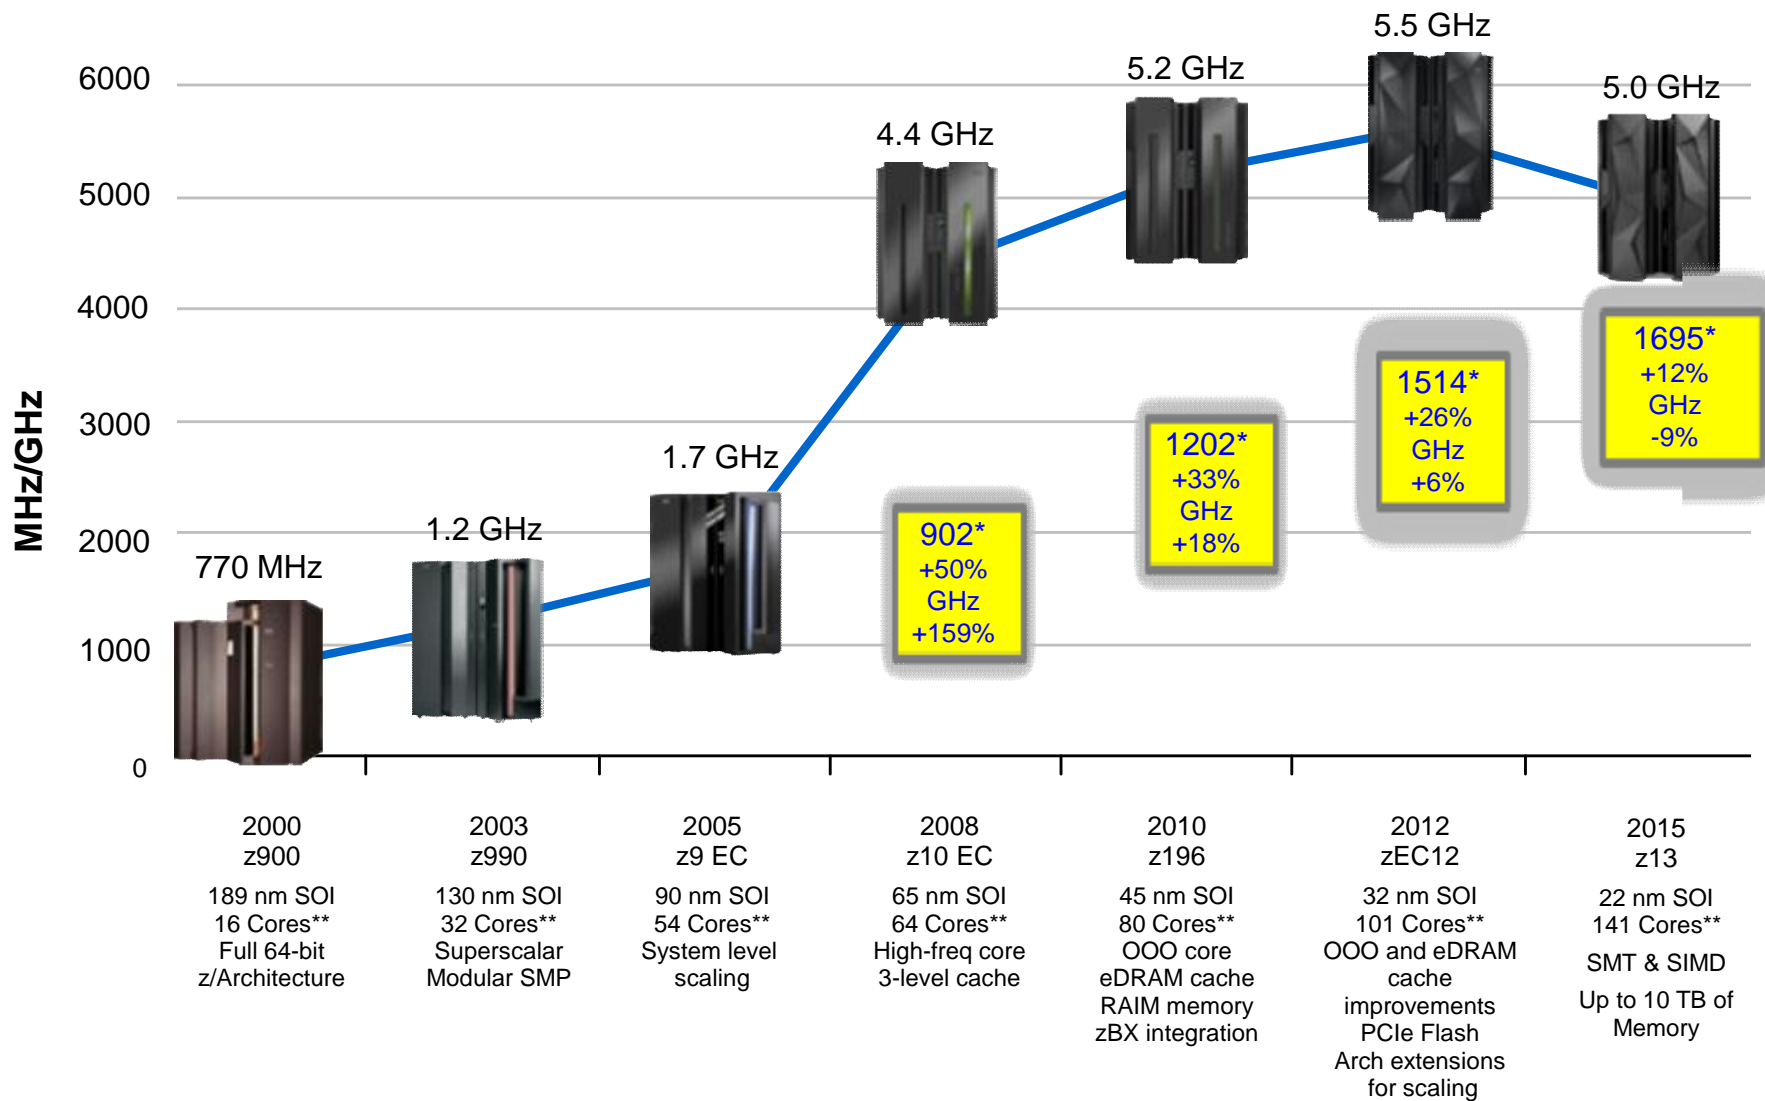 MHz/GHz
6000
5000
4000
3000
2000
1000
0
770 MHz
1.2 GHz
1.7 GHz
4.4 GHz
5.2 GHz
5.5 GHz
5.0 GHz
902*
+50%
GHz
+159%
1202*
+33%
GHz
+18%
1514*
+26%
GHz
+6%
1695*
+12%
GHz
-9%
2000
z900
189 nm SOI
16 Cores**
Full 64-bit
z/Architecture
2003
z990
130 nm SOI
32 Cores**
Superscalar
Modular SMP
2005
z9 EC
90 nm SOI
54 Cores**
System level
scaling
2008
z10 EC
65 nm SOI
64 Cores**
High-freq core
3-level cache
2010
z196
45 nm SOI
80 Cores**
OOO core
eDRAM cache
RAIM memory
zBX integration
2012
zEC12
32 nm SOI
101 Cores**
OOO and eDRAM
cache
improvements
PCIe Flash
Arch extensions
for scaling
2015
z13
22 nm SOI
141 Cores**
SMT & SIMD
Up to 10 TB of
Memory